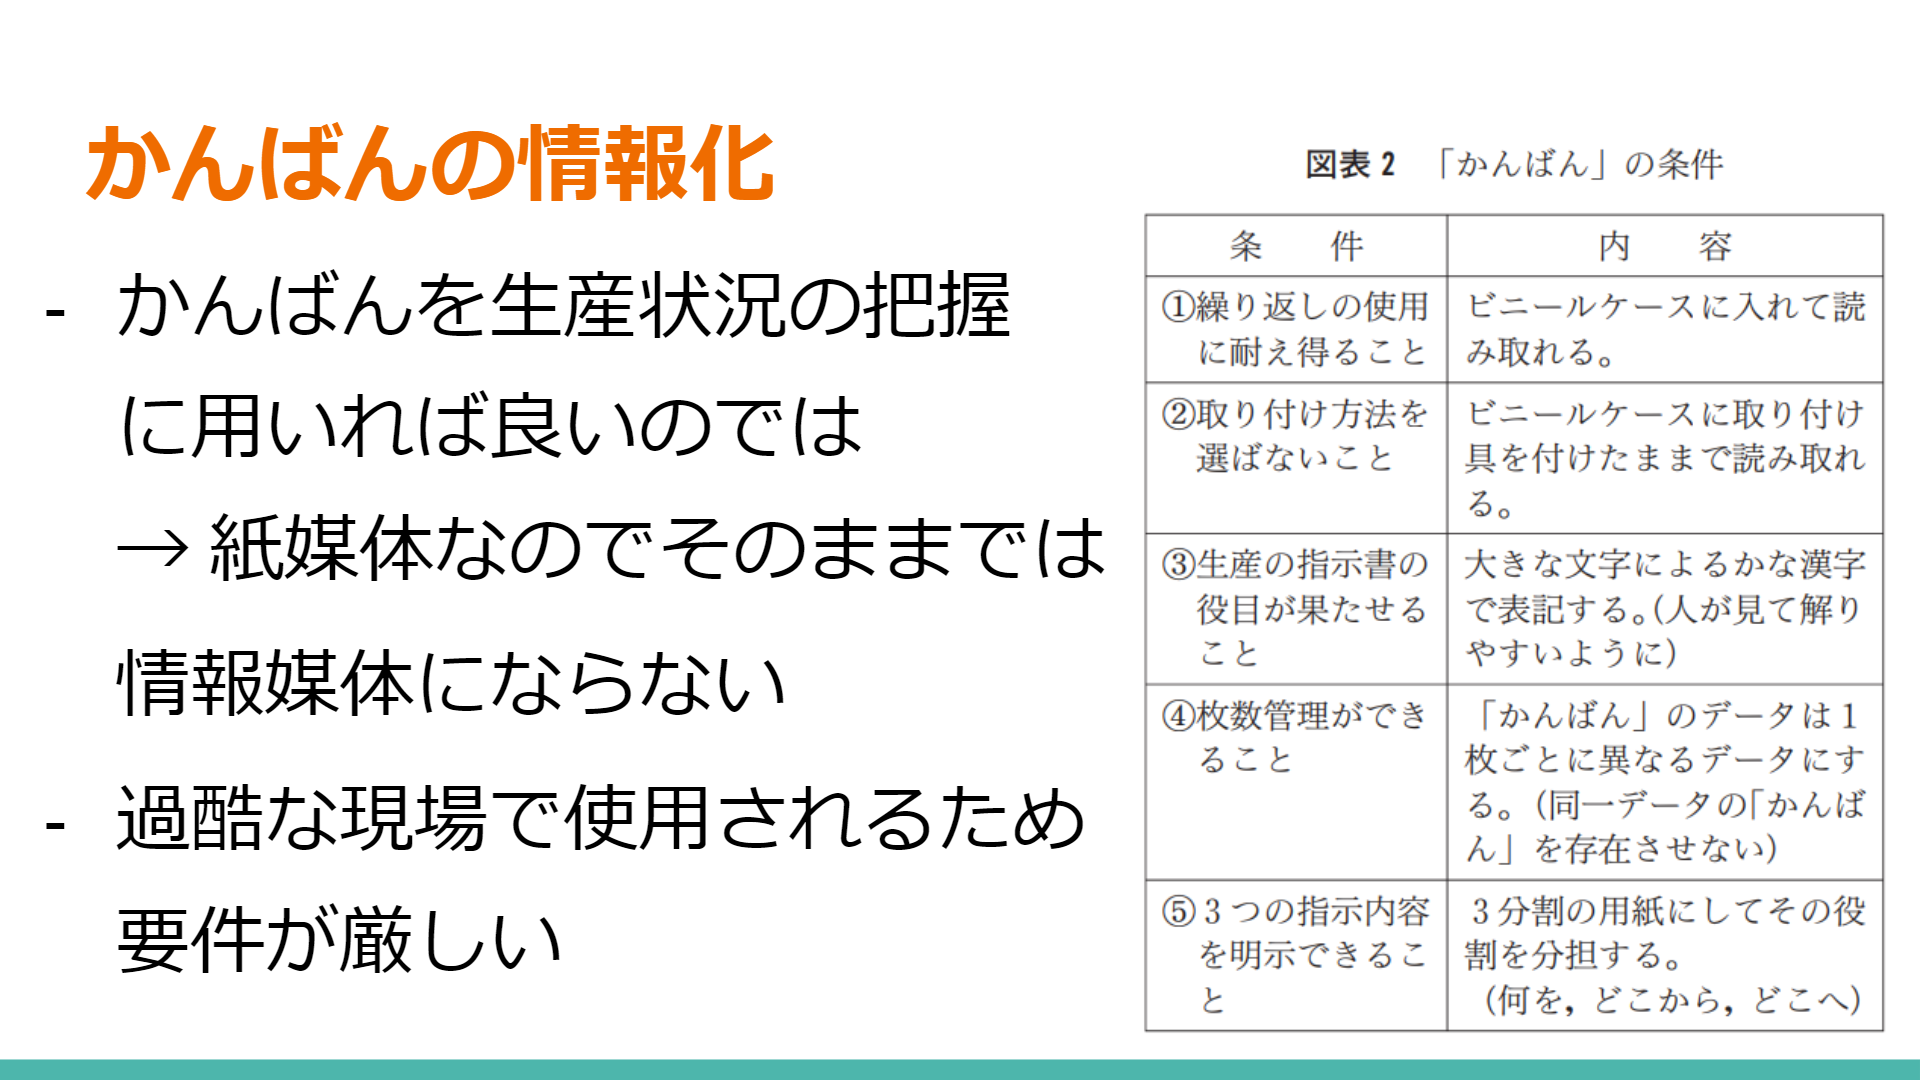 かんばんの情報化
- かんばんを生産状況の把握
に用いれば良いのでは
→ 紙媒体なのでそのままでは
情報媒体にならない
- 過酷な現場で使用されるため
要件が厳しい
図表2 「かんばん」の条件
条　件
内　容
①繰り返しの使用
に耐え得ること
ビニールケースに入れて読
み取れる。
②取り付け方法を
選ばないこと
ビニールケースに取り付け
具を付けたままで読み取れ
る。
③生産の指示書の
役目が果たせる
こと
大きな文字によるかな漢字
で表記する。(人が見て解り
やすいように)
④枚数管理ができ
ること
「かんばん」のデータは1
枚ごとに異なるデータにす
る。(同一データの「かんば
ん」を存在させない)
⑤3つの指示内容
を明示できるこ
と
3分割の用紙にしてその役
割を分担する。
(何を，どこから，どこへ)